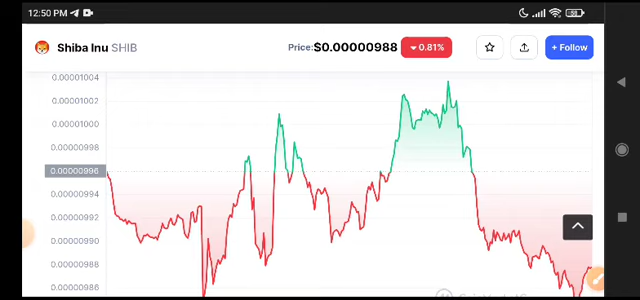 12:50 PM
Shiba Inu SHIB
Price:$0.00000988 0.81%
+ Follow
0.00001004
0.00001002
0.00001000
0.00000998
0.00000996
0.00000994
0.00000992
0.00000990
0.00000988
0.00000986